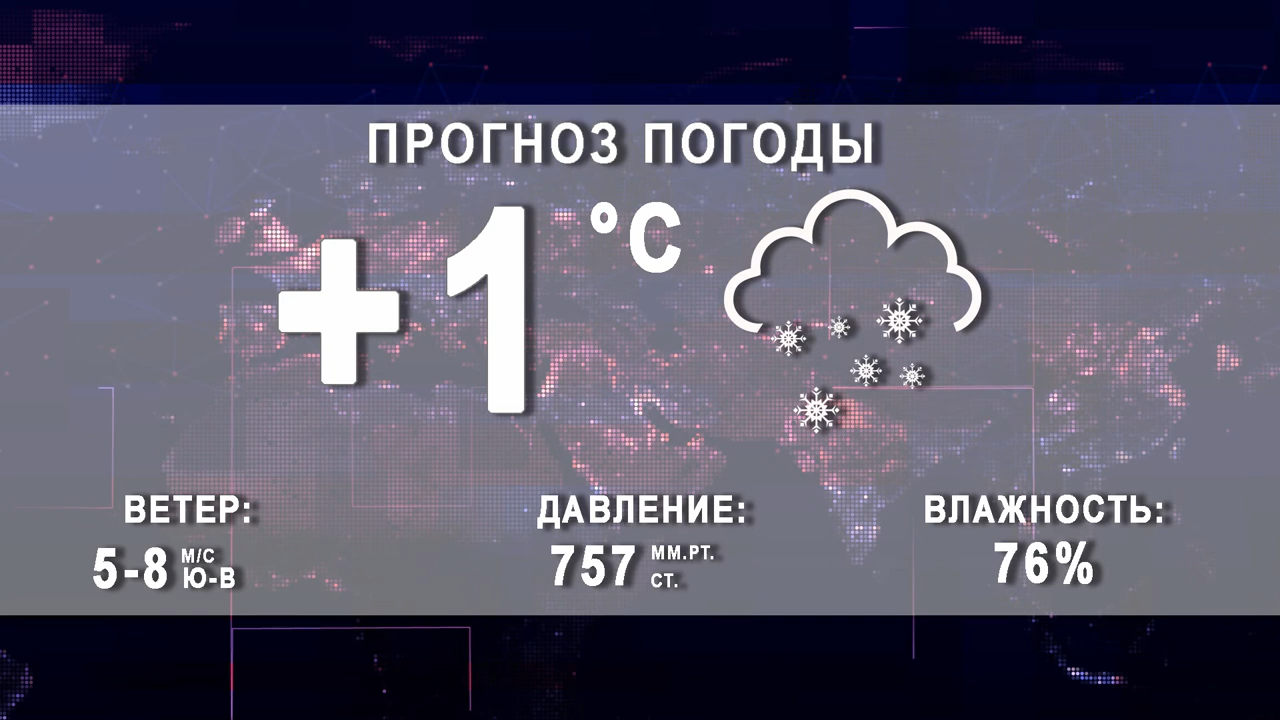 ПРОГНОЗ ПОГОДЫ
+1 °C
ВЕТЕР:
5-8 М/С
Ю-В
ДАВЛЕНИЕ:
757 ММ.РТ.
СТ.
ВЛАЖНОСТЬ:
76%